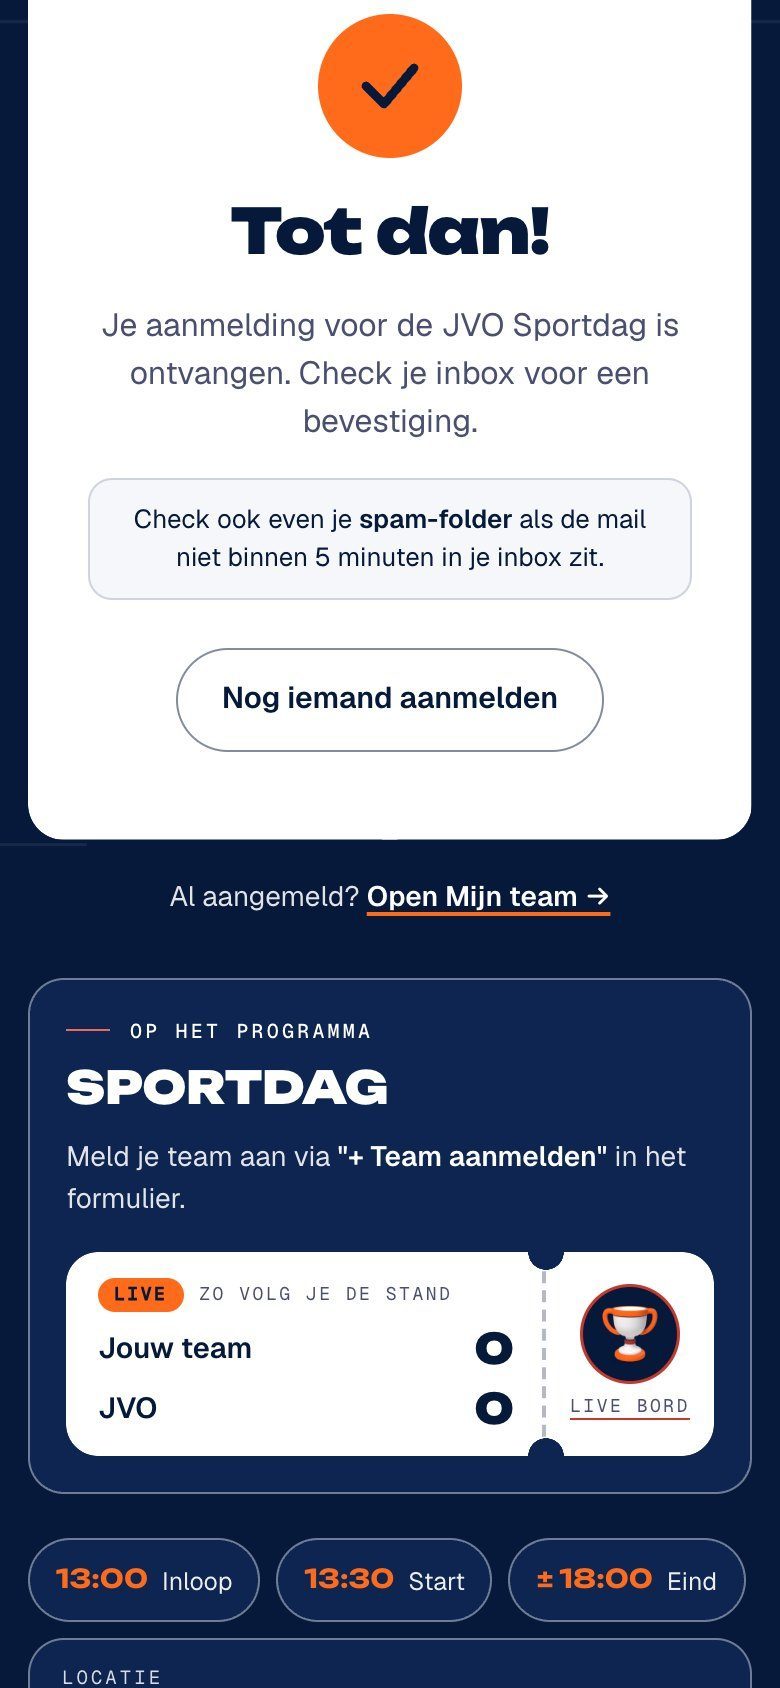 Tot dan!
Je aanmelding voor de JVO Sportdag is
ontvangen. Check je inbox voor een
bevestiging.
Check ook even je spam-folder als de mail
niet binnen 5 minuten in je inbox zit.
Nog iemand aanmelden
Al aangemeld? Open Mijn team →
OP HET PROGRAMMA
SPORTDAG
Meld je team aan via "+ Team aanmelden" in het
formulier.
LIVE ZO VOLG JE DE STAND
Jouw team 0
JVO 0
LIVE BORD
13:00 Inloop
13:30 Start
± 18:00 Eind
LOCATIE